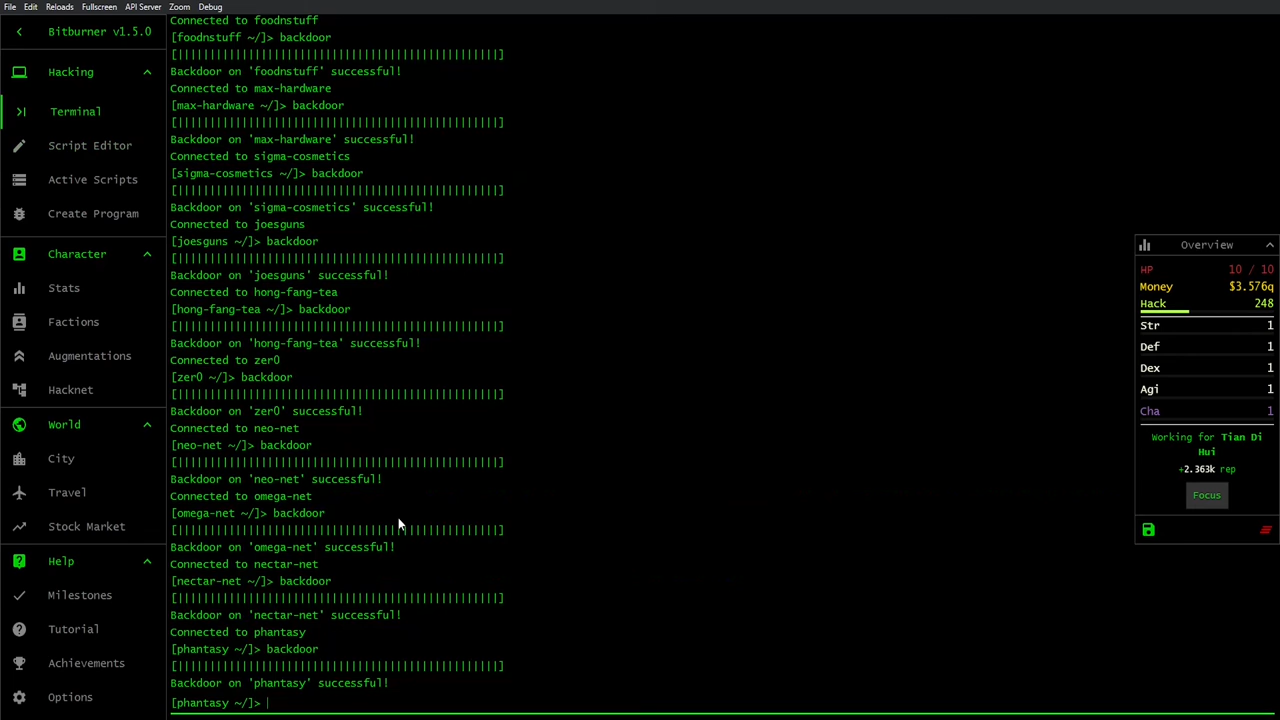 File Edit Reloads Fullscreen API Server Zoom Debug
Bitburner v1.5.0
Hacking
Terminal
Script Editor
Active Scripts
Create Program
Character
Stats
Factions
Augmentations
Hacknet
World
City
Travel
Stock Market
Help
Milestones
Tutorial
Achievements
Options
Connected to foodnstuff
[foodnstuff ~/]> backdoor
[||||||||||||||||||||||||||||||||||||||||||||||||||]
Backdoor on 'foodnstuff' successful!
Connected to max-hardware
[max-hardware ~/]> backdoor
[||||||||||||||||||||||||||||||||||||||||||||||||||]
Backdoor on 'max-hardware' successful!
Connected to sigma-cosmetics
[sigma-cosmetics ~/]> backdoor
[||||||||||||||||||||||||||||||||||||||||||||||||||]
Backdoor on 'sigma-cosmetics' successful!
Connected to joesguns
[joesguns ~/]> backdoor
[||||||||||||||||||||||||||||||||||||||||||||||||||]
Backdoor on 'joesguns' successful!
Connected to hong-fang-tea
[hong-fang-tea ~/]> backdoor
[||||||||||||||||||||||||||||||||||||||||||||||||||]
Backdoor on 'hong-fang-tea' successful!
Connected to zer0
[zer0 ~/]> backdoor
[||||||||||||||||||||||||||||||||||||||||||||||||||]
Backdoor on 'zer0' successful!
Connected to neo-net
[neo-net ~/]> backdoor
[||||||||||||||||||||||||||||||||||||||||||||||||||]
Backdoor on 'neo-net' successful!
Connected to omega-net
[omega-net ~/]> backdoor
[||||||||||||||||||||||||||||||||||||||||||||||||||]
Backdoor on 'omega-net' successful!
Connected to nectar-net
[nectar-net ~/]> backdoor
[||||||||||||||||||||||||||||||||||||||||||||||||||]
Backdoor on 'nectar-net' successful!
Connected to phantasy
[phantasy ~/]> backdoor
[||||||||||||||||||||||||||||||||||||||||||||||||||]
Backdoor on 'phantasy' successful!
[phantasy ~/]>
Overview
HP 10 / 10
Money $3.576q
Hack 248
Str 1
Def 1
Dex 1
Agi 1
Cha 1
Working for Tian Di
Hui
+2.363k rep
Focus